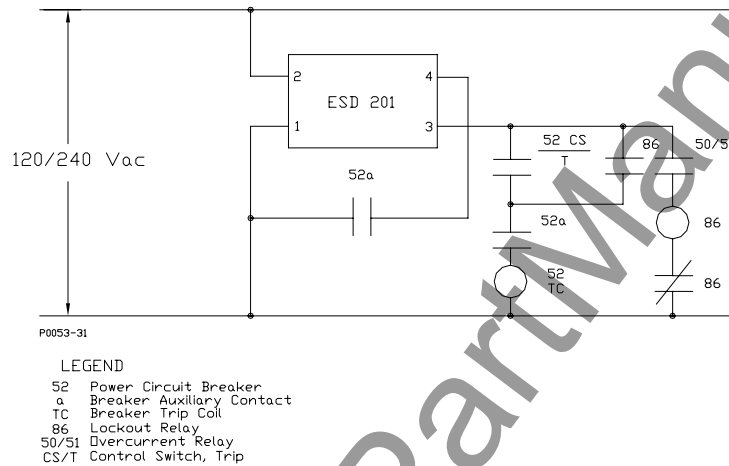 2
4
ESD 201
1
3
120/240 Vac
52a
52 CS
T
86
52a
86
52
TC
86
P0053-31
LEGEND
52 Power Circuit Breaker
a Breaker Auxiliary Contact
TC Breaker Trip Coil
86 Lockout Relay
50/51 Overcurrent Relay
CS/T Control Switch, Trip